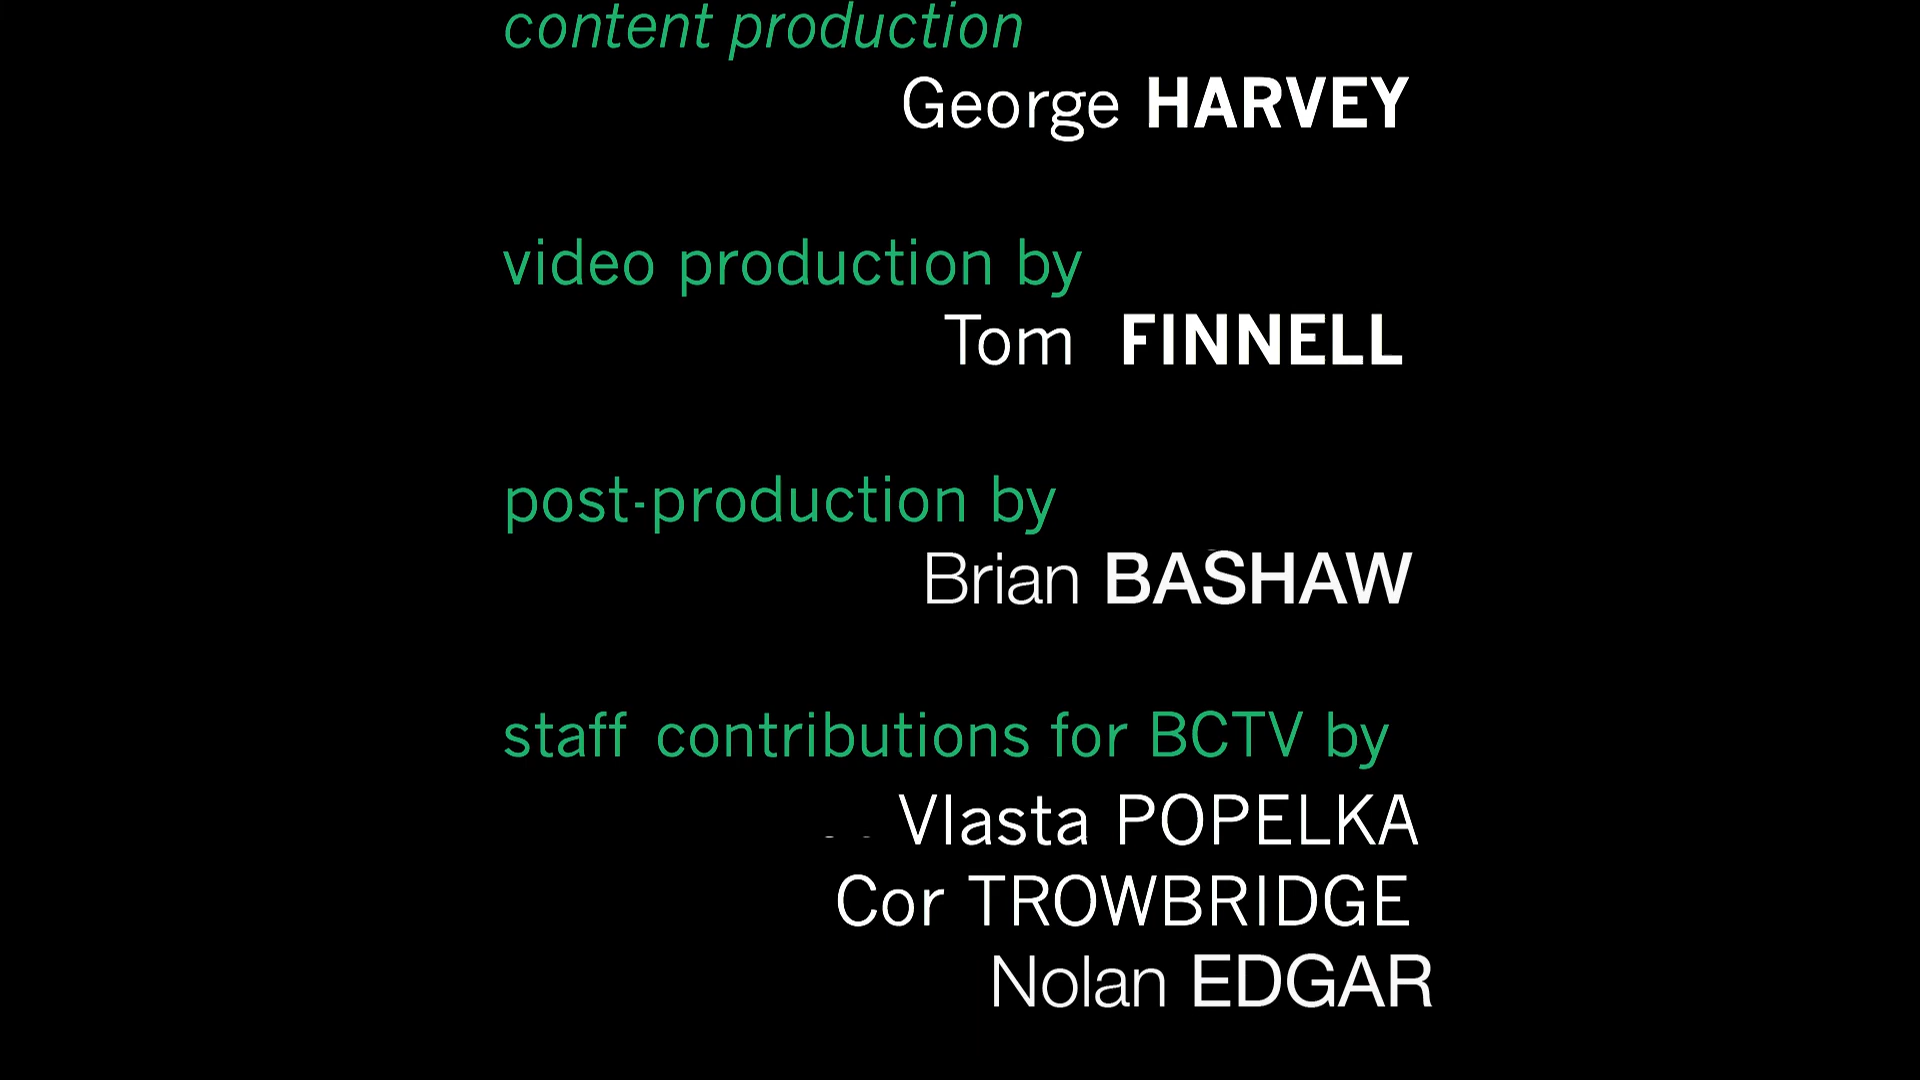 content production
George HARVEY
video production by
Tom FINNELL
post-production by
Brian BASHAW
staff contributions for BCTV by
Vlasta POPELKA
Cor TROWBRIDGE
Nolan EDGAR